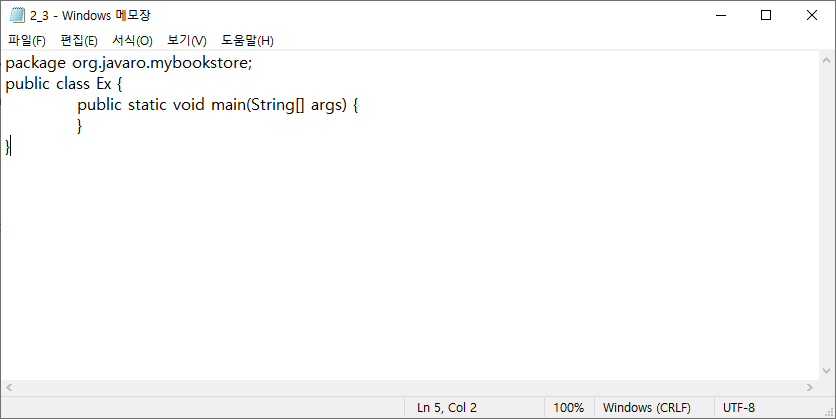 2_3 - Windows 메모장
파일(F) 편집(E) 서식(O) 보기(V) 도움말(H)
package org.javaro.mybookstore;
public class Ex {
public static void main(String[] args) {
}
}
Ln 5, Col 2 100% Windows (CRLF) UTF-8